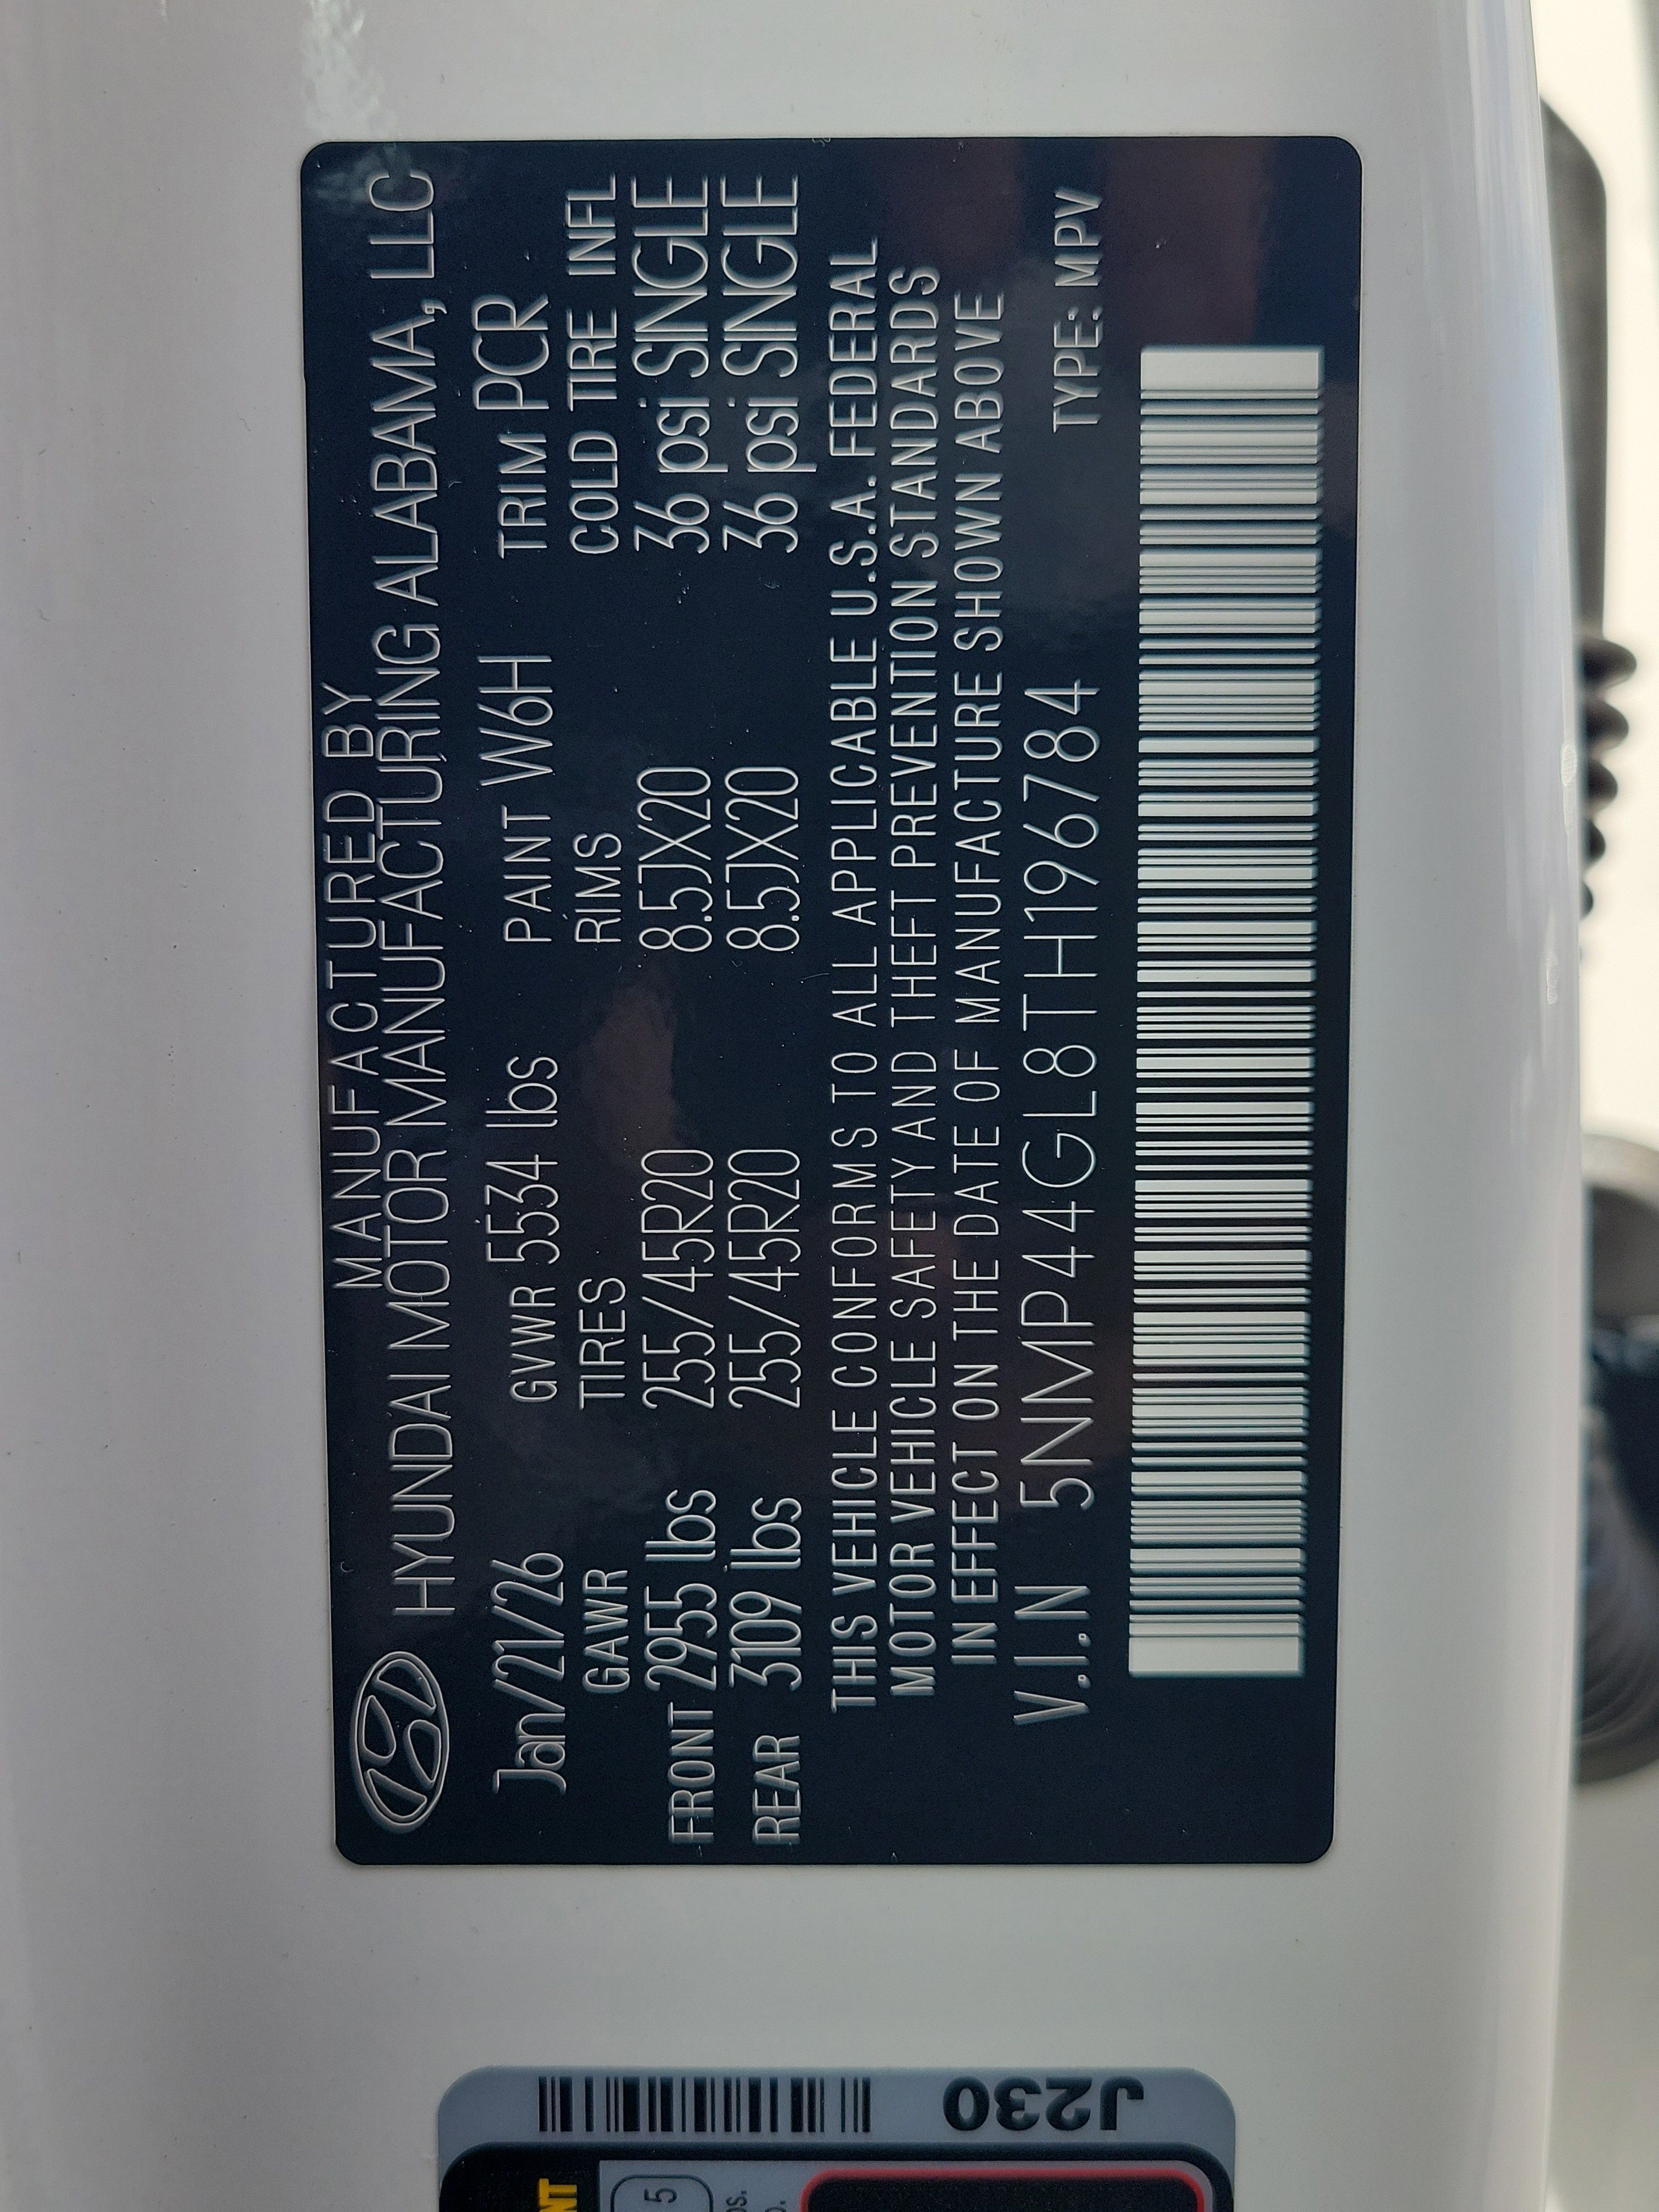 MANUFACTURED BY
HYUNDAI MOTOR MANUFACTURING ALABAMA, LLC
Jan/21/26 GVWR 5534 lbs PAINT W6H TRIM PCR
GAWR TIRES RIMS COLD TIRE INFL
FRONT 2955 lbs 255/45R20 8.5JX20 36 psi SINGLE
REAR 3109 lbs 255/45R20 8.5JX20 36 psi SINGLE
THIS VEHICLE CONFORMS TO ALL APPLICABLE U.S.A. FEDERAL
MOTOR VEHICLE SAFETY AND THEFT PREVENTION STANDARDS
IN EFFECT ON THE DATE OF MANUFACTURE SHOWN ABOVE
V.I.N 5NMP44GL8TH196784 TYPE: MPV
J230
5